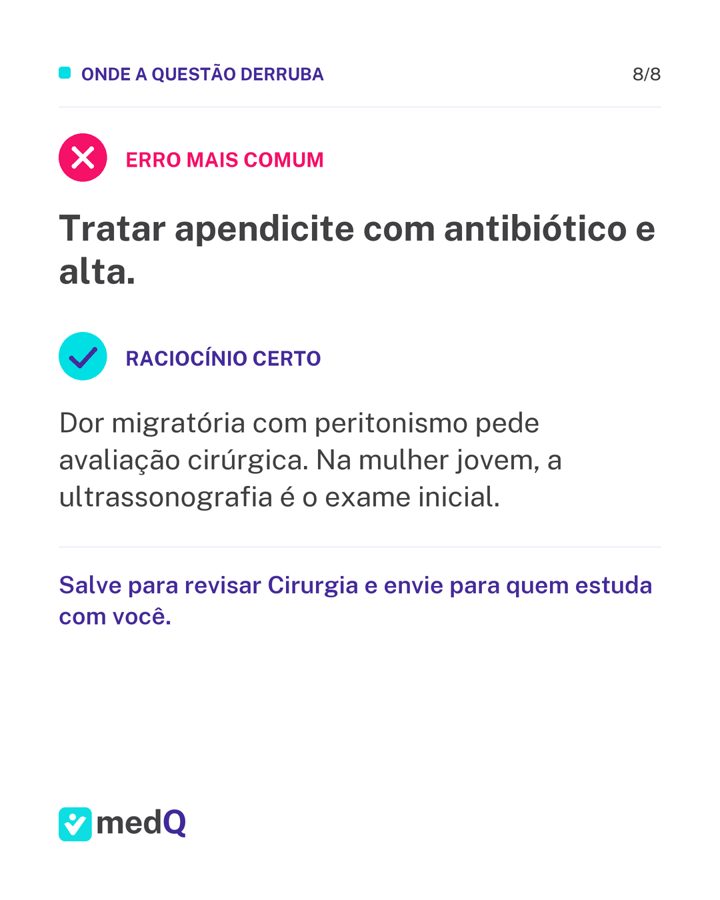 ONDE A QUESTÃO DERRUBA
8/8
ERRO MAIS COMUM
Tratar apendicite com antibiótico e
alta.
RACIOCÍNIO CERTO
Dor migratória com peritonismo pede
avaliação cirúrgica. Na mulher jovem, a
ultrassonografia é o exame inicial.
Salve para revisar Cirurgia e envie para quem estuda
com você.
medQ